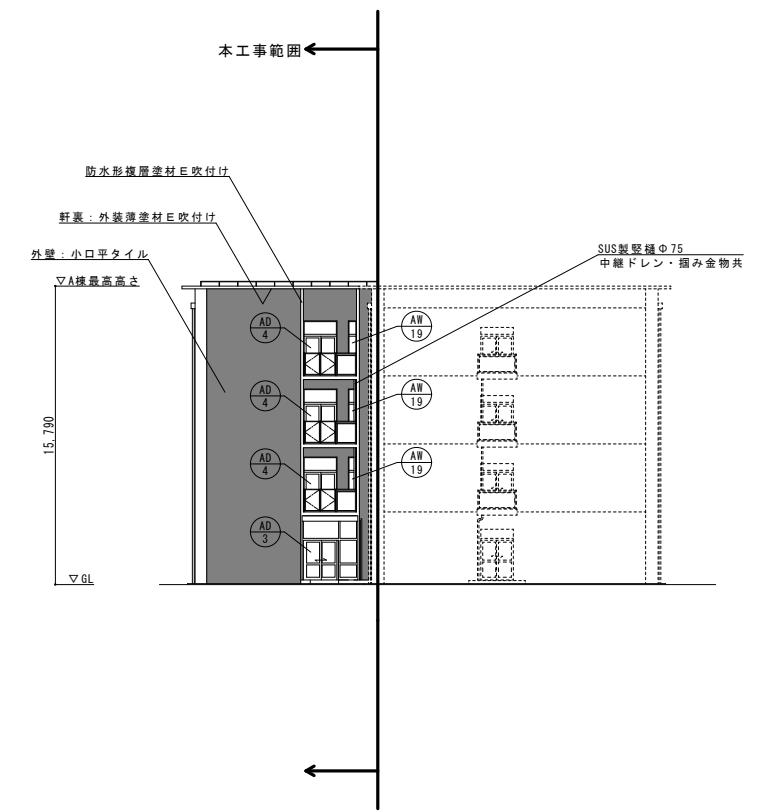 本工事範囲
防水形複層塗材E吹付け
軒裏：外装薄塗材E吹付け
外壁：小口平タイル
SUS製竪樋Φ75
中継ドレン・掴み金物共
▽A棟最高高さ
AD
4
AW
19
AD
4
AW
19
15,790
AD
4
AW
19
AD
3
▽GL